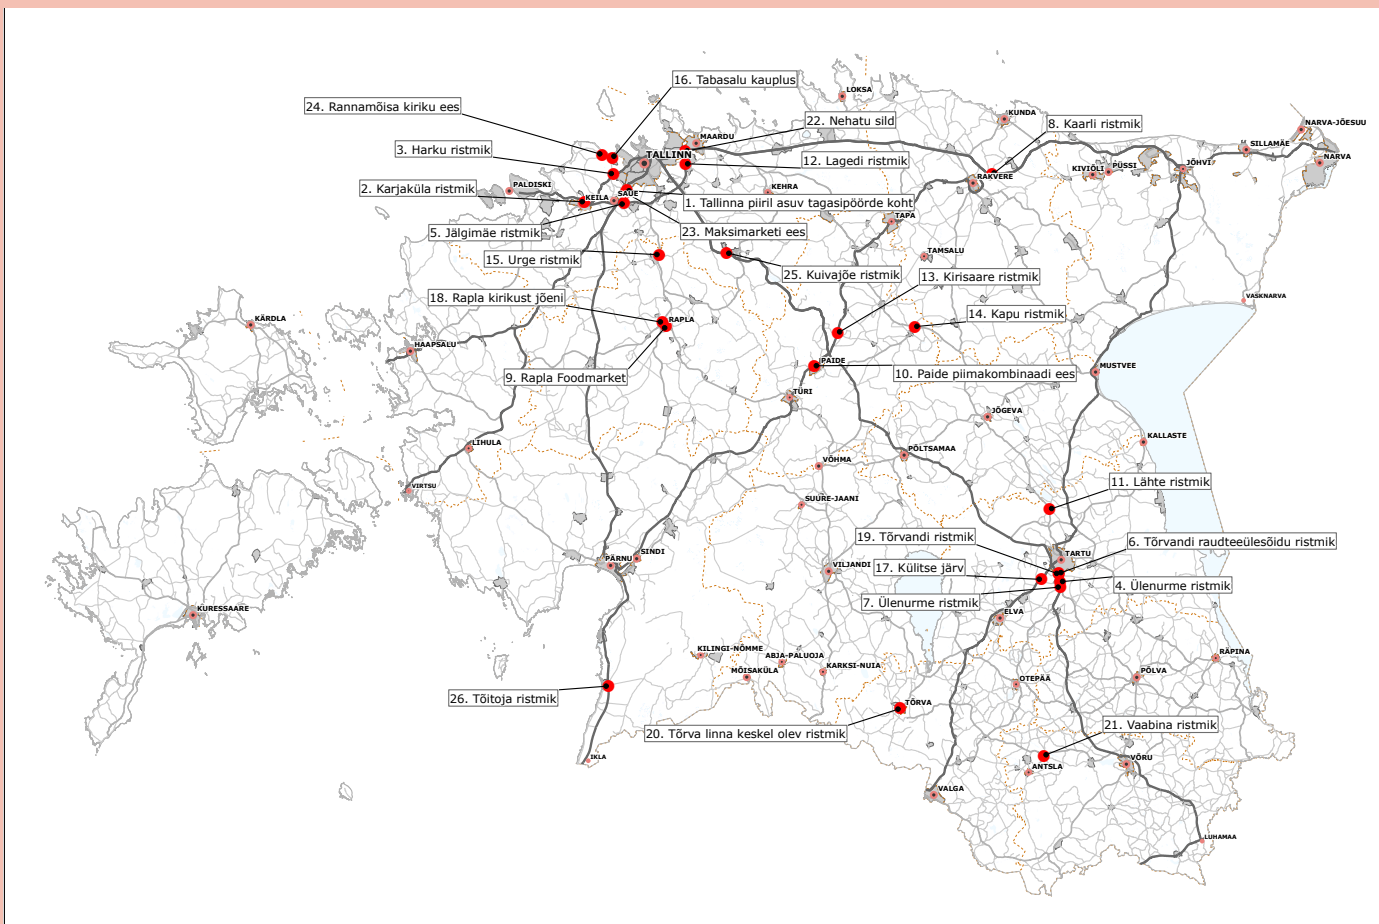 16. Tabasalu kauplus
LOKSA
24. Rannamõisa kiriku ees
22. Nehatu sild
KUNDA
8. Kaarli ristmik
NARVA-JÕESUU
MAARDU
3. Harku ristmik
TALLINN
12. Lagedi ristmik
SILLAMÄE
NARVA
JÕHVI
KIVIÕLI
PÜSSI
RAKVERE
2. Karjaküla ristmik
PALDISKI
KEHRA
KEILA
SAUE
1. Tallinna piiril asuv tagasipöörde koht
TAPA
5. Jälgimäe ristmik
23. Maksimarketi ees
15. Urge ristmik
TAMSALU
25. Kuivajõe ristmik
13. Kirisaare ristmik
18. Rapla kirikust jõeni
VASKNARVA
14. Kapu ristmik
KÄRDLA
RAPLA
HAAPSALU
PAIDE
MUSTVEE
9. Rapla Foodmarket
10. Paide piimakombinaadi ees
TÜRI
JÕGEVA
LIHULA
KALLASTE
PÕLTSAMAA
VÕHMA
11. Lähte ristmik
VIRTSU
SUURE-JAANI
19. Tõrvandi ristmik
6. Tõrvandi raudteeülesõidu ristmik
TARTU
SINDI
PÄRNU
17. Külitse järv
VILJANDI
4. Ülenurme ristmik
7. Ülenurme ristmik
KURESSAARE
ELVA
KILINGI-NÕMME
ABJA-PALUOJA
RÄPINA
MÕISAKÜLA
KARKSI-NUIA
PÕLVA
OTEPÄÄ
26. Tõitoja ristmik
TÕRVA
20. Tõrva linna keskel olev ristmik
21. Vaabina ristmik
IKLA
ANTSLA
VÕRU
VALGA
LUHAMAA